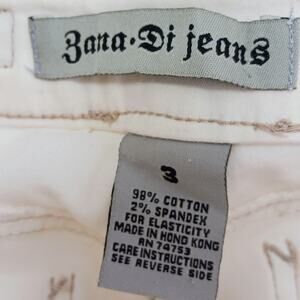 Zana·Di jeans
3
98% COTTON
2% SPANDEX
FOR ELASTICITY
MADE IN HONG KONG
RN 74753
CARE INSTRUCTIONS
SEE REVERSE SIDE